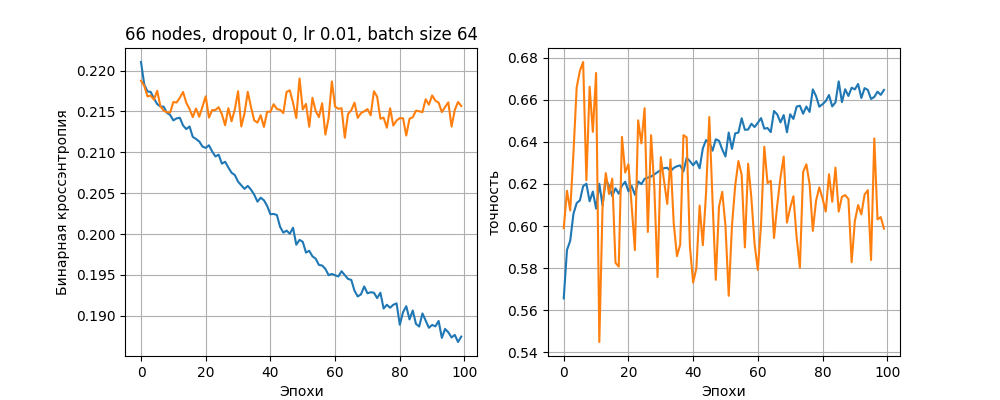 66 nodes, dropout 0, lr 0.01, batch size 64
Бинарная кроссэнтропия
0.220
0.215
0.210
0.205
0.200
0.195
0.190
0 20 40 60 80 100
Эпохи
точность
0.68
0.66
0.64
0.62
0.60
0.58
0.56
0.54
0 20 40 60 80 100
Эпохи